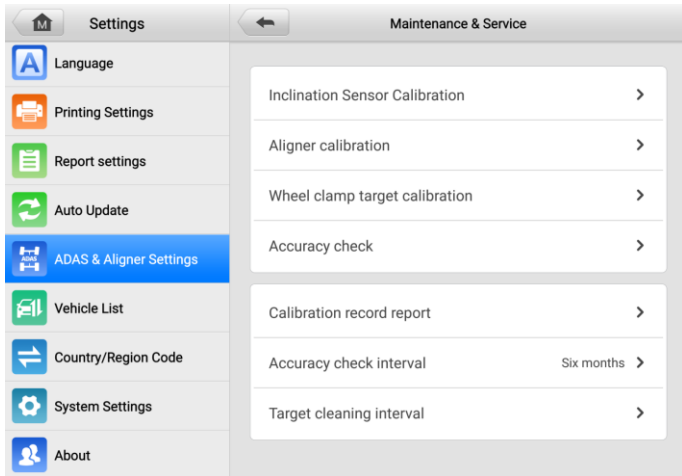 M
Settings
Maintenance & Service
A
Language
Printing Settings
Report settings
Auto Update
ADAS
ADAS & Aligner Settings
Vehicle List
Country/Region Code
System Settings
About
Inclination Sensor Calibration
Aligner calibration
Wheel clamp target calibration
Accuracy check
Calibration record report
Accuracy check interval Six months
Target cleaning interval